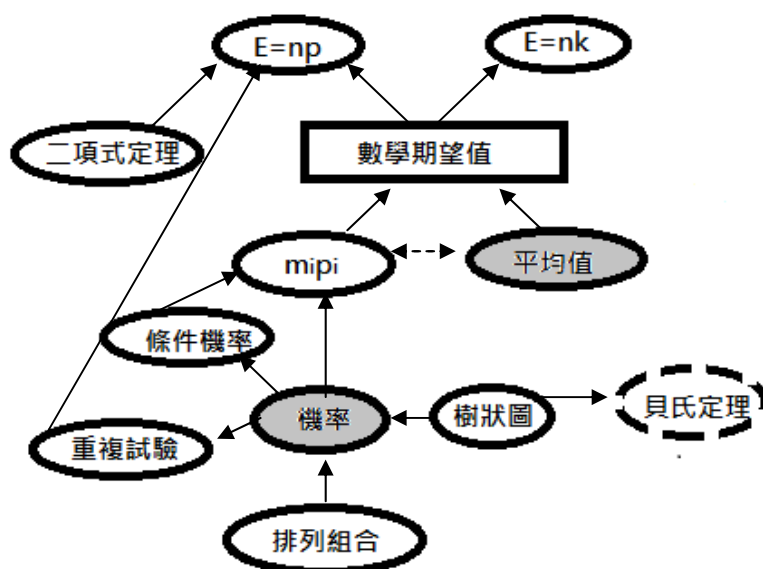 E=np
E=nk
二項式定理
數學期望值
mipi
平均值
條件機率
機率
樹狀圖
貝氏定理
重複試驗
排列組合